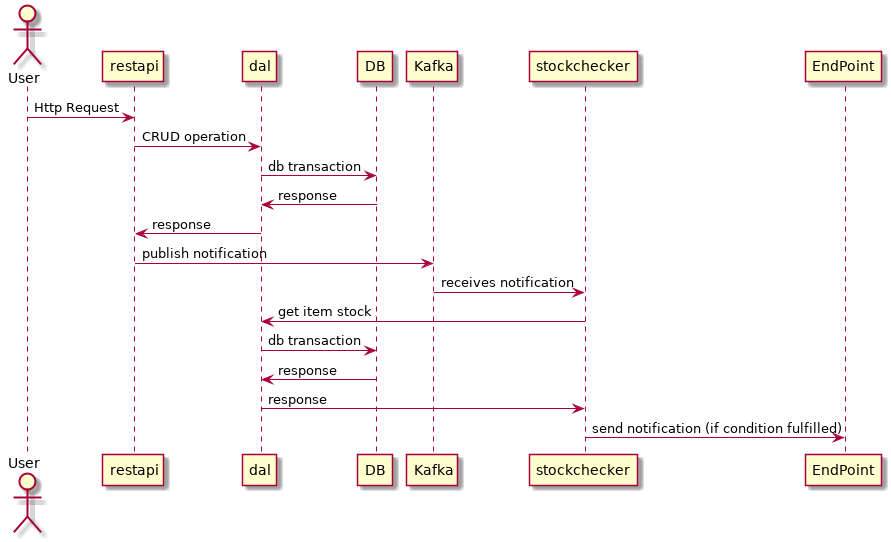 User
restapi
dal
DB
Kafka
stockchecker
EndPoint
Http Request
CRUD operation
db transaction
response
response
publish notification
receives notification
get item stock
db transaction
response
response
send notification (if condition fulfilled)
User
restapi
dal
DB
Kafka
stockchecker
EndPoint